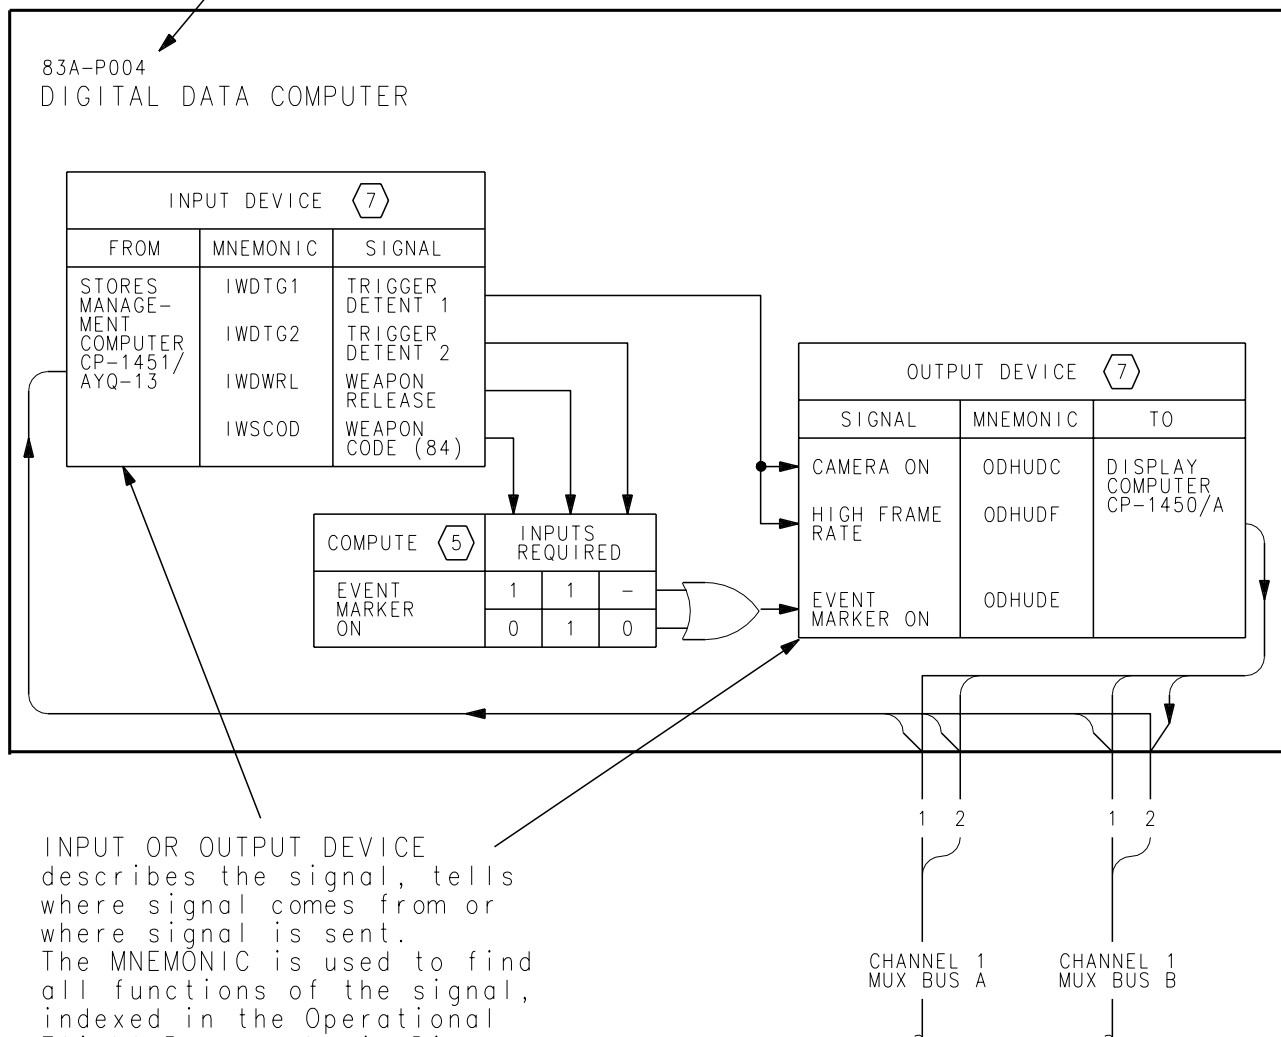 83A-P004
DIGITAL DATA COMPUTER
INPUT DEVICE 7
FROM MNEMONIC SIGNAL
STORES
MANAGE-
MENT
COMPUTER
CP-1451/
AYQ-13
IWDTG1
IWDTG2
IWDWRL
IWSCOD
TRIGGER
DETENT 1
TRIGGER
DETENT 2
WEAPON
RELEASE
WEAPON
CODE (84)
COMPUTE 5
INPUTS
REQUIRED
EVENT
MARKER
ON
1 1 -
0 1 0
OUTPUT DEVICE 7
SIGNAL MNEMONIC TO
CAMERA ON
HIGH FRAME
RATE
EVENT
MARKER ON
ODHUDC
ODHUDF
ODHUDE
DISPLAY
COMPUTER
CP-1450/A
1 2 1 2
CHANNEL 1
MUX BUS A
CHANNEL 1
MUX BUS B
INPUT OR OUTPUT DEVICE
describes the signal, tells
where signal comes from or
where signal is sent.
The MNEMONIC is used to find
all functions of the signal,
indexed in the Operational